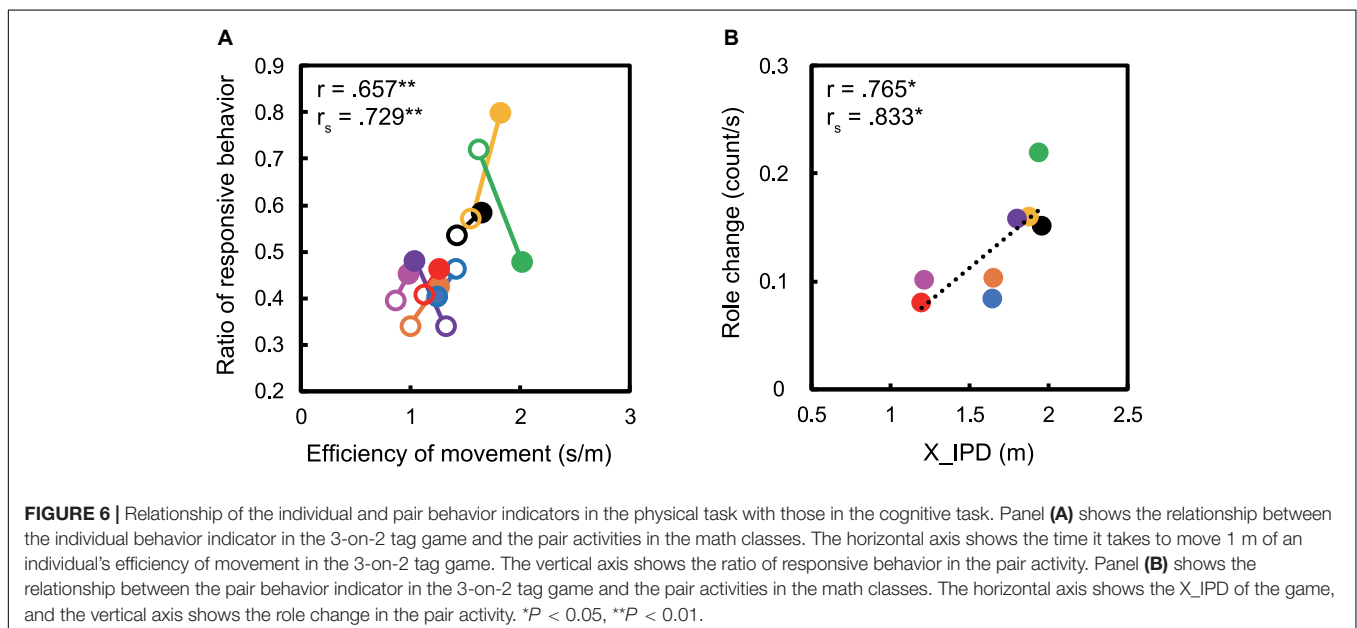 A
B
0.9
0.8
0.7
0.6
0.5
0.4
0.3
0.2
r = .657**
r_s = .729**
Ratio of responsive behavior
0 1 2 3
Efficiency of movement (s/m)
0.3
0.2
0.1
0
r = .765*
r_s = .833*
Role change (count/s)
0.5 1 1.5 2 2.5
X_IPD (m)
FIGURE 6 | Relationship of the individual and pair behavior indicators in the physical task with those in the cognitive task. Panel (A) shows the relationship between
the individual behavior indicator in the 3-on-2 tag game and the pair activities in the math classes. The horizontal axis shows the time it takes to move 1 m of an
individual's efficiency of movement in the 3-on-2 tag game. The vertical axis shows the ratio of responsive behavior in the pair activity. Panel (B) shows the
relationship between the pair behavior indicator in the 3-on-2 tag game and the pair activities in the math classes. The horizontal axis shows the X_IPD of the game,
and the vertical axis shows the role change in the pair activity. *P < 0.05, **P < 0.01.